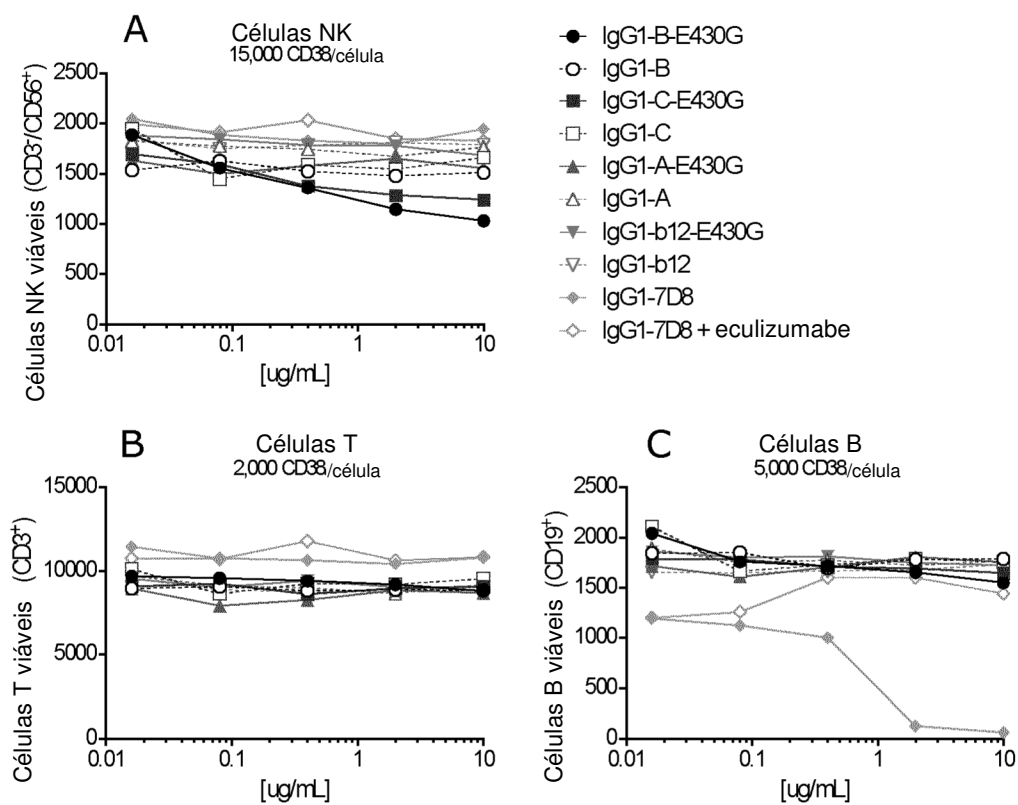 A
Células NK
15,000 CD38/célula
Células NK viáveis (CD3⁻/CD56⁺)
2500
2000
1500
1000
500
0
0.01
0.1
1
10
[ug/mL]
IgG1-B-E430G
IgG1-B
IgG1-C-E430G
IgG1-C
IgG1-A-E430G
IgG1-A
IgG1-b12-E430G
IgG1-b12
IgG1-7D8
IgG1-7D8 + eculizumabe
B
Células T
2,000 CD38/célula
Células T viáveis (CD3⁺)
15000
10000
5000
0
0.01
0.1
1
10
[ug/mL]
C
Células B
5,000 CD38/célula
Células B viáveis (CD19⁺)
2500
2000
1500
1000
500
0
0.01
0.1
1
10
[ug/mL]